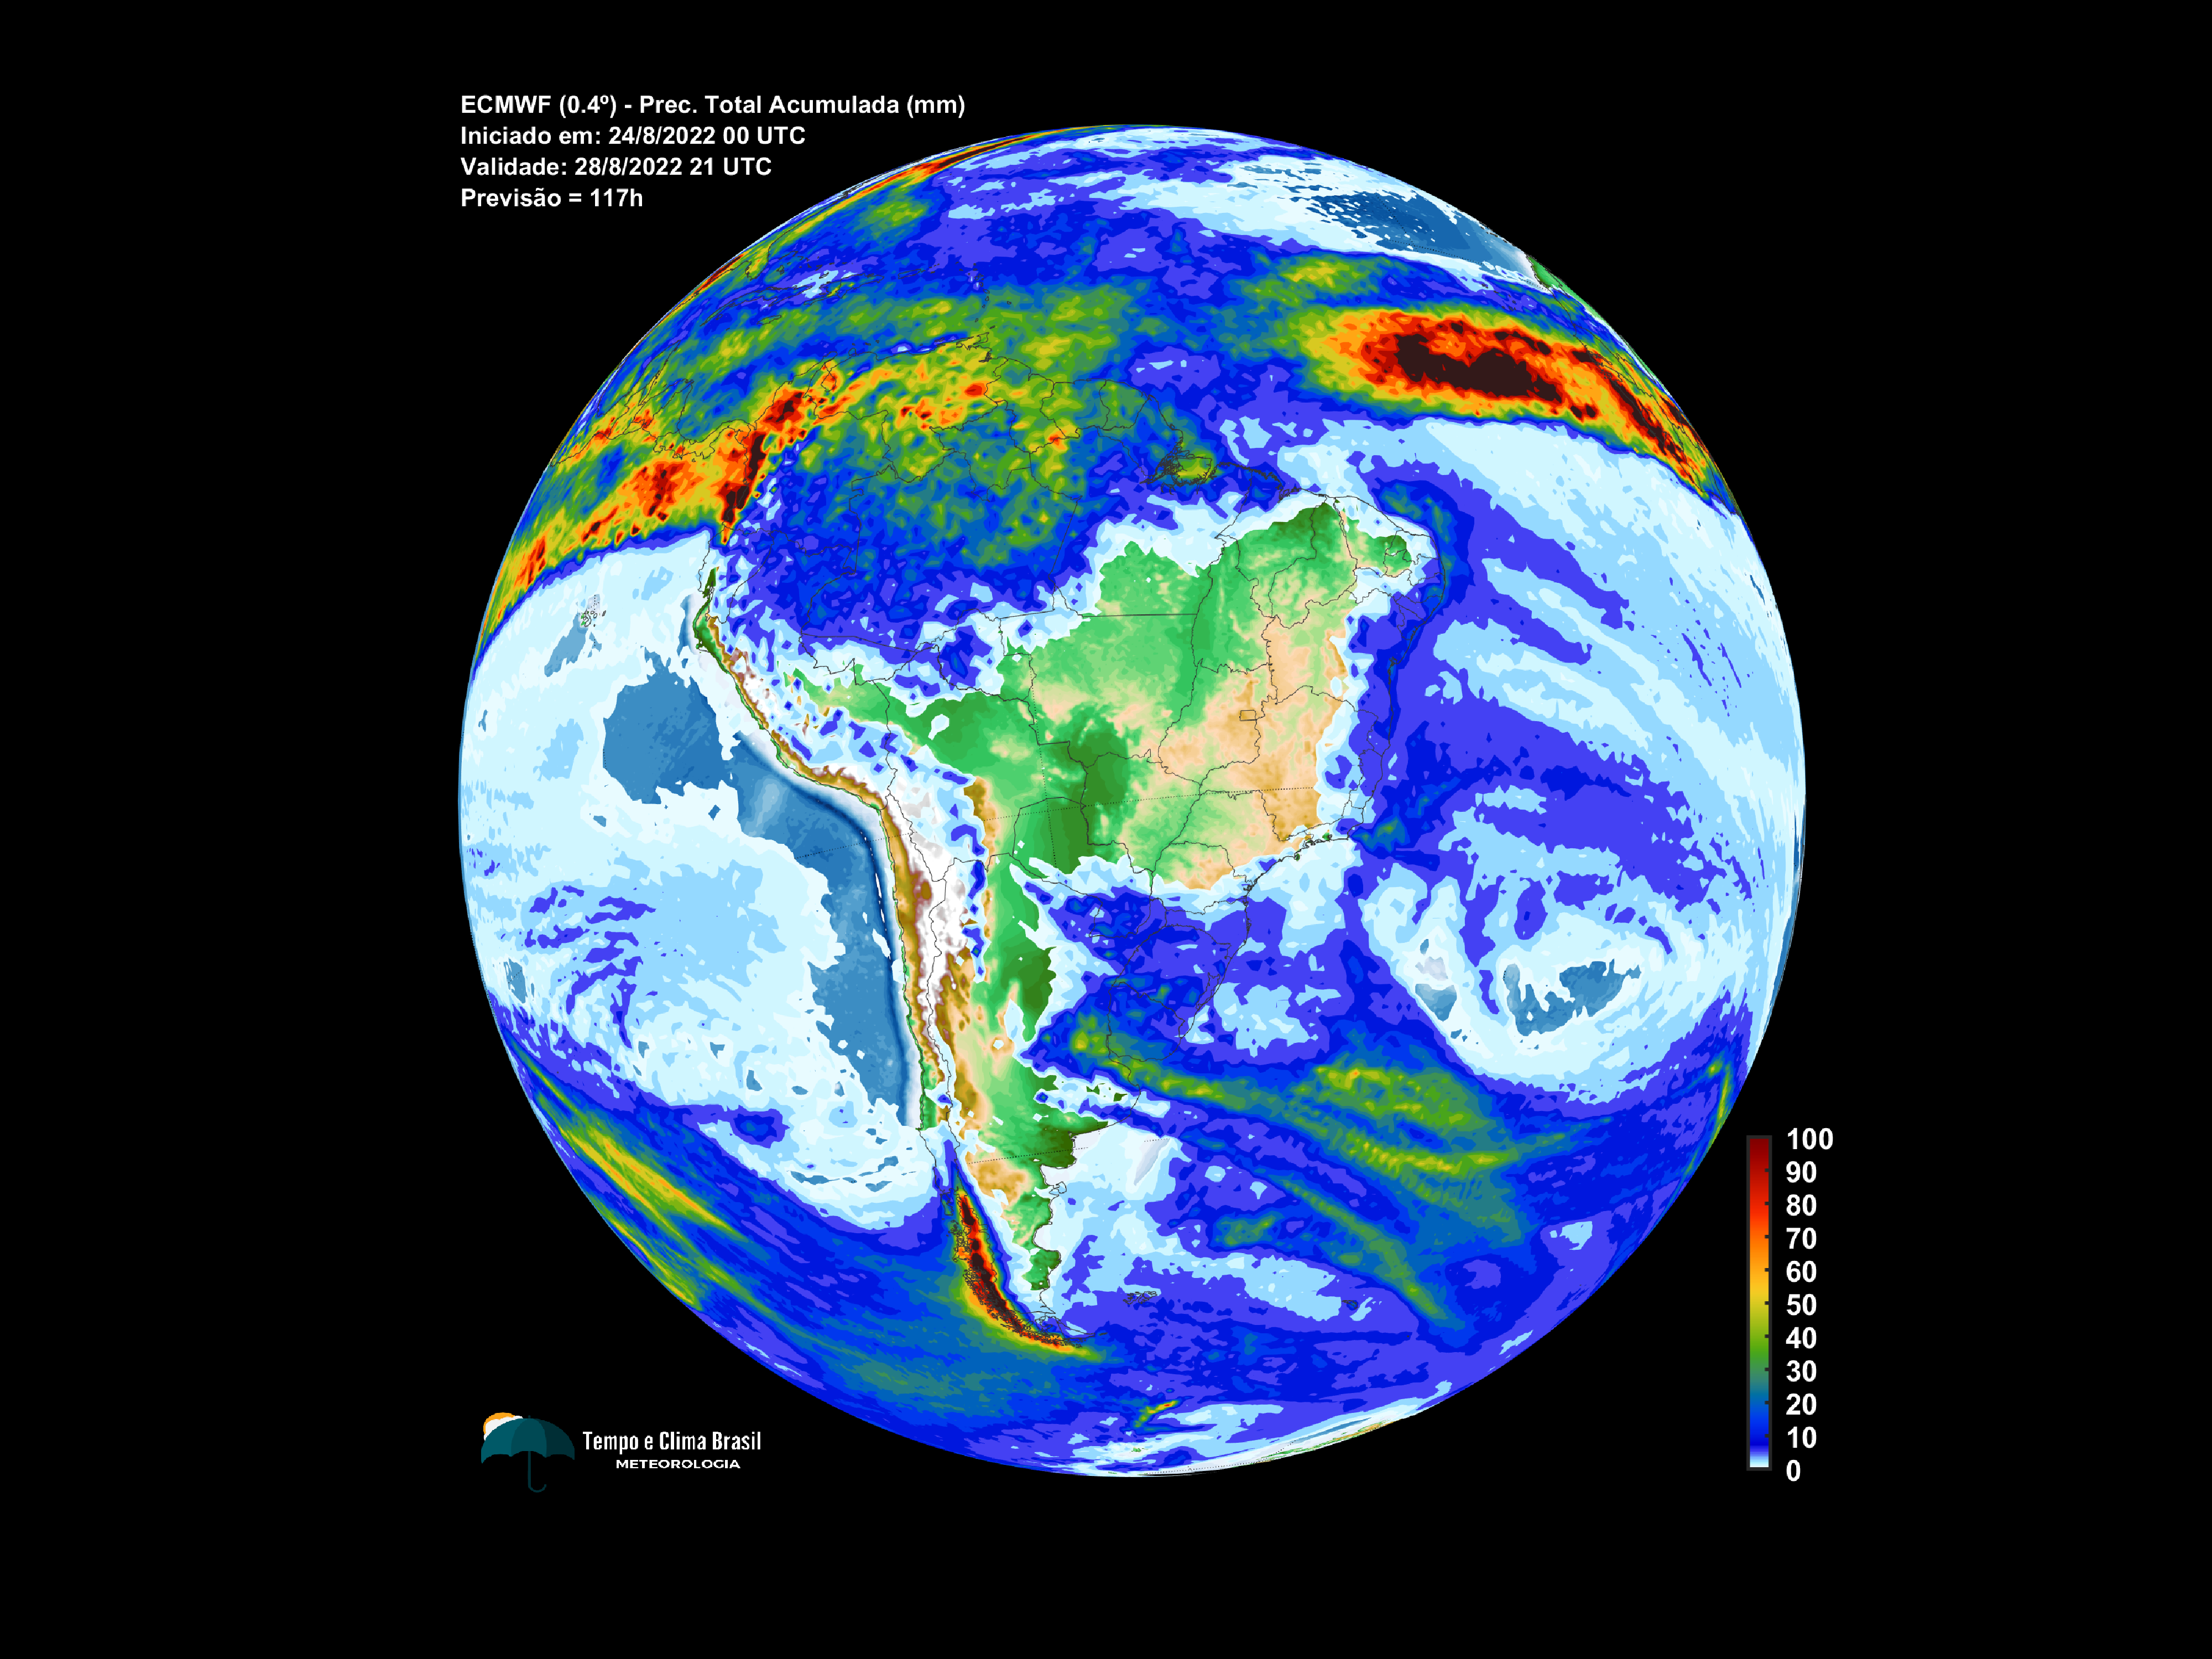 ECMWF (0.4º) - Prec. Total Acumulada (mm)
Iniciado em: 24/8/2022 00 UTC
Validade: 28/8/2022 21 UTC
Previsão = 117h
100
90
80
70
60
50
40
30
20
10
0
Tempo e Clima Brasil
METEOROLOGIA